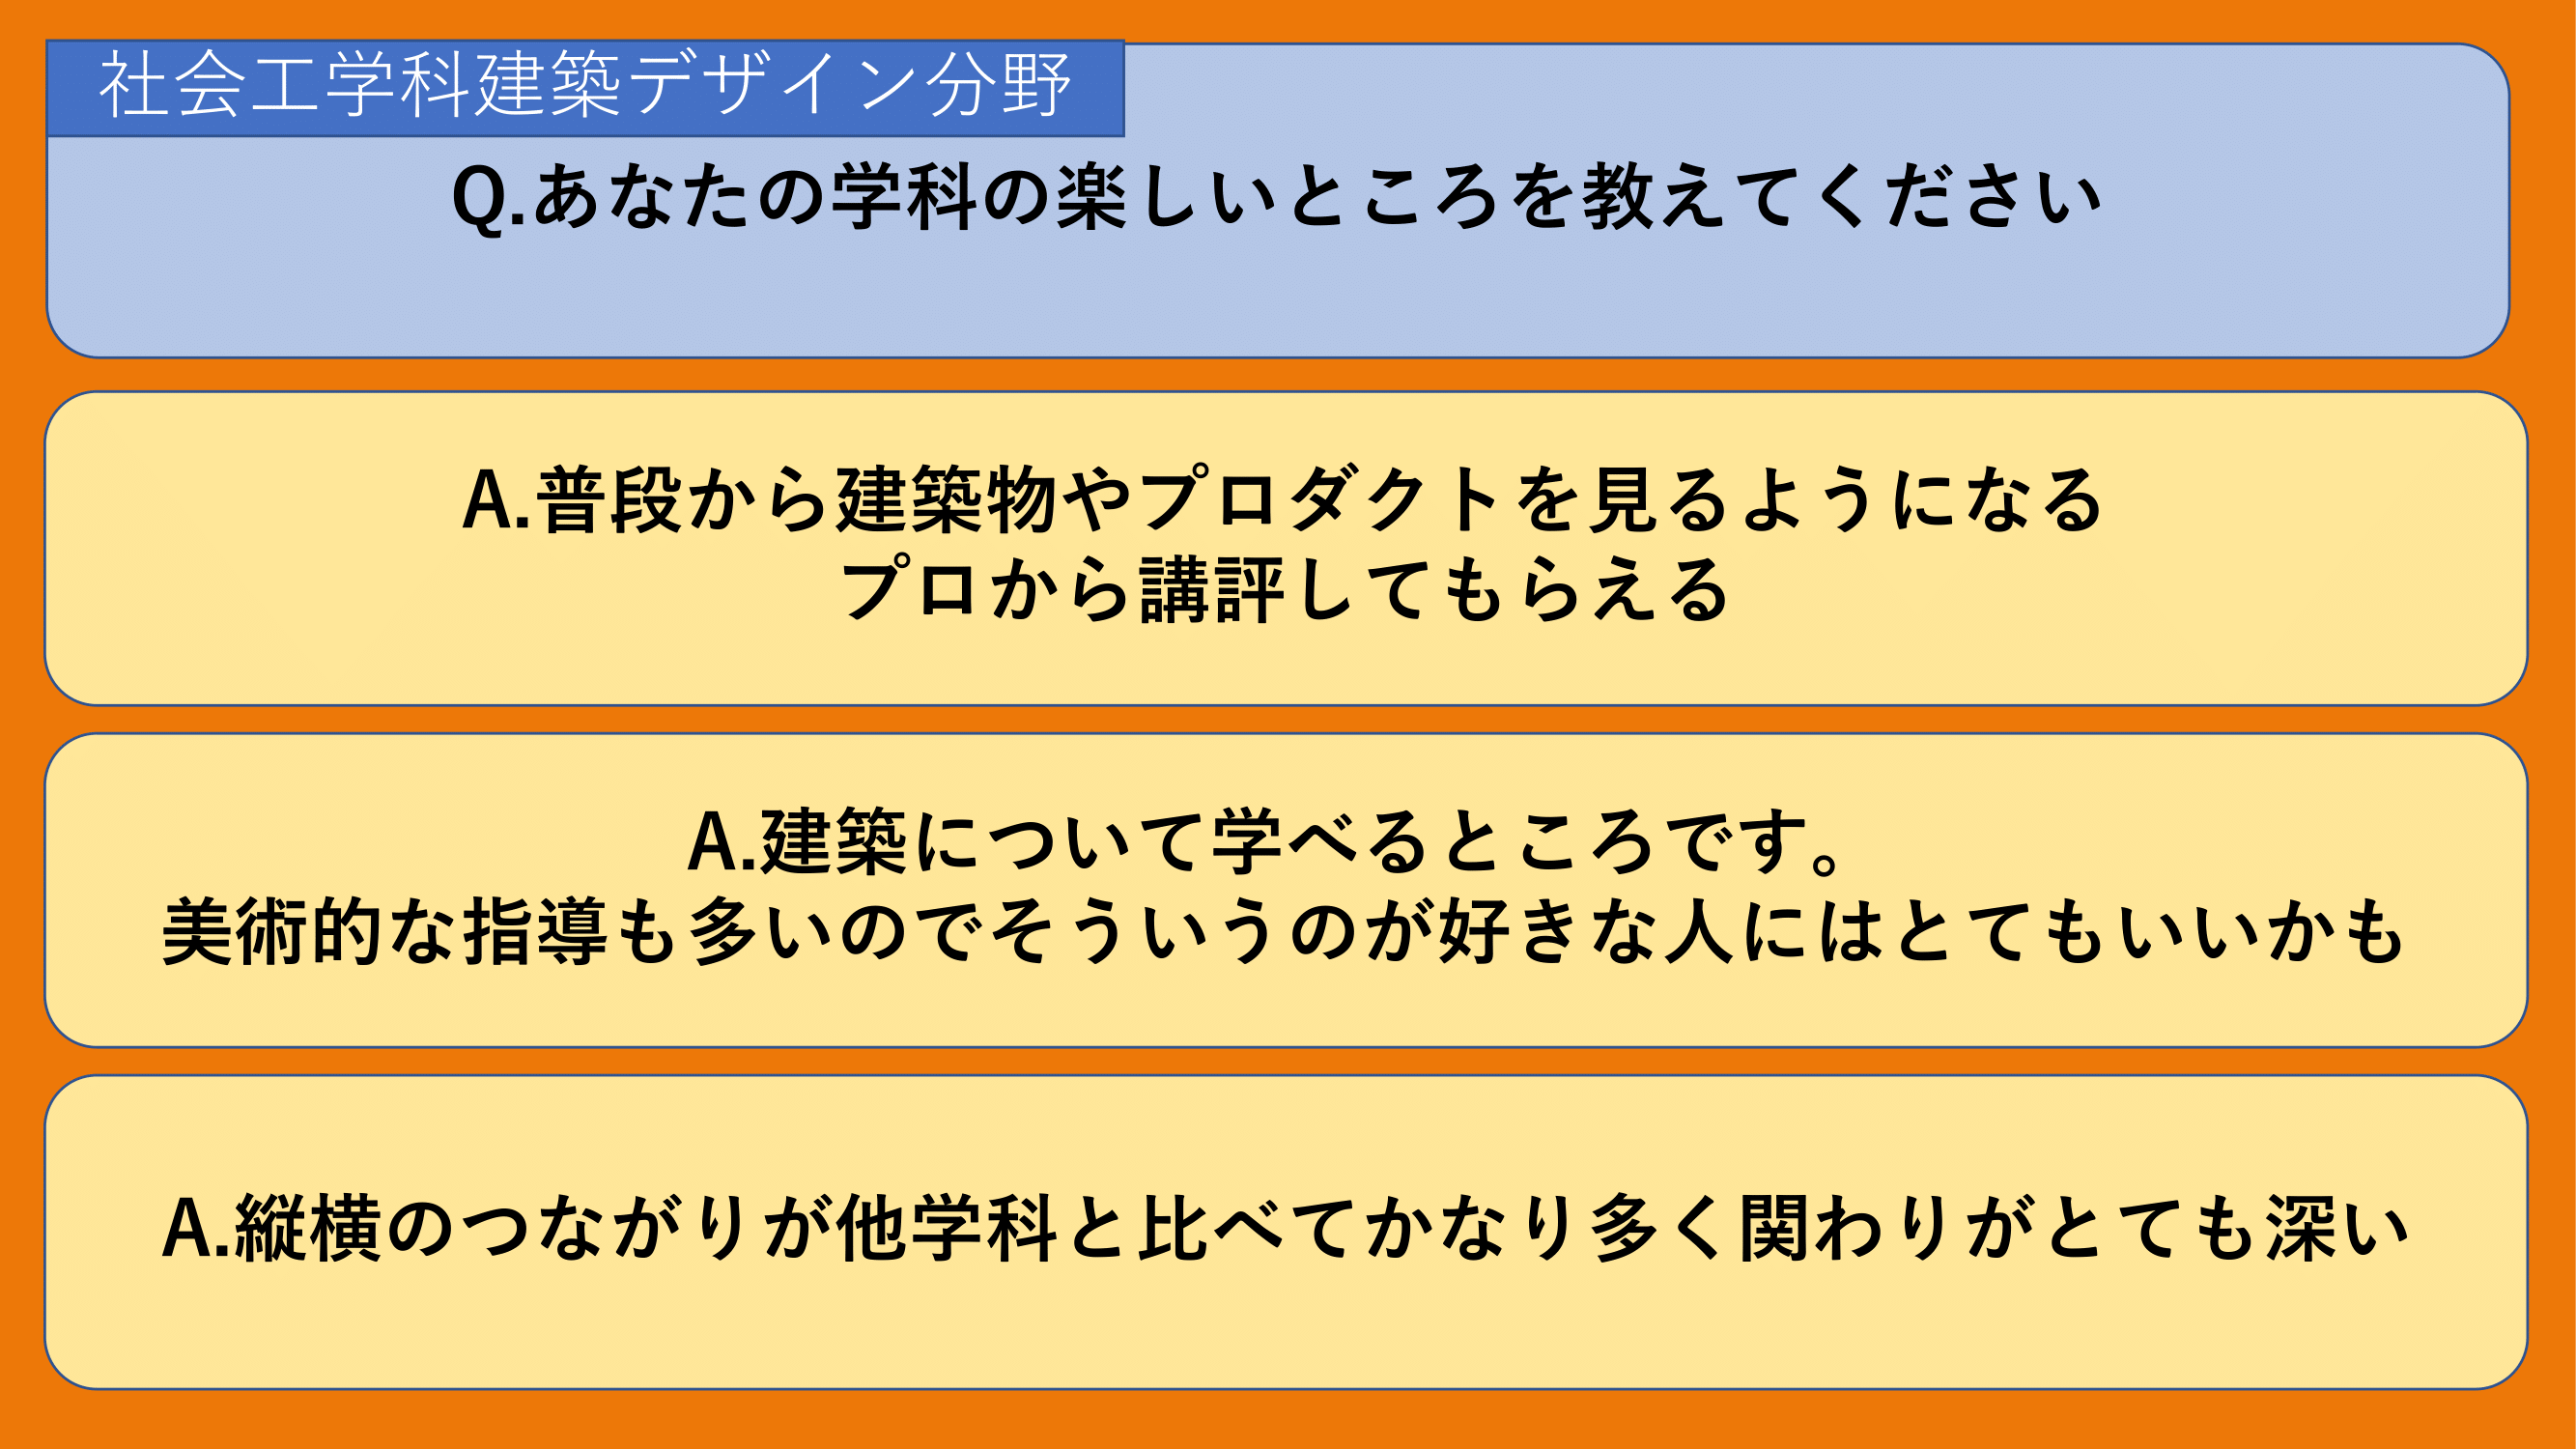 社会工学科建築デザイン分野
Q.あなたの学科の楽しいところを教えてください
A.普段から建築物やプロダクトを見るようになる
プロから講評してもらえる
A.建築について学べるところです。
美術的な指導も多いのでそういうのが好きな人にはとてもいいかも
A.縦横のつながりが他学科と比べてかなり多く関わりがとても深い